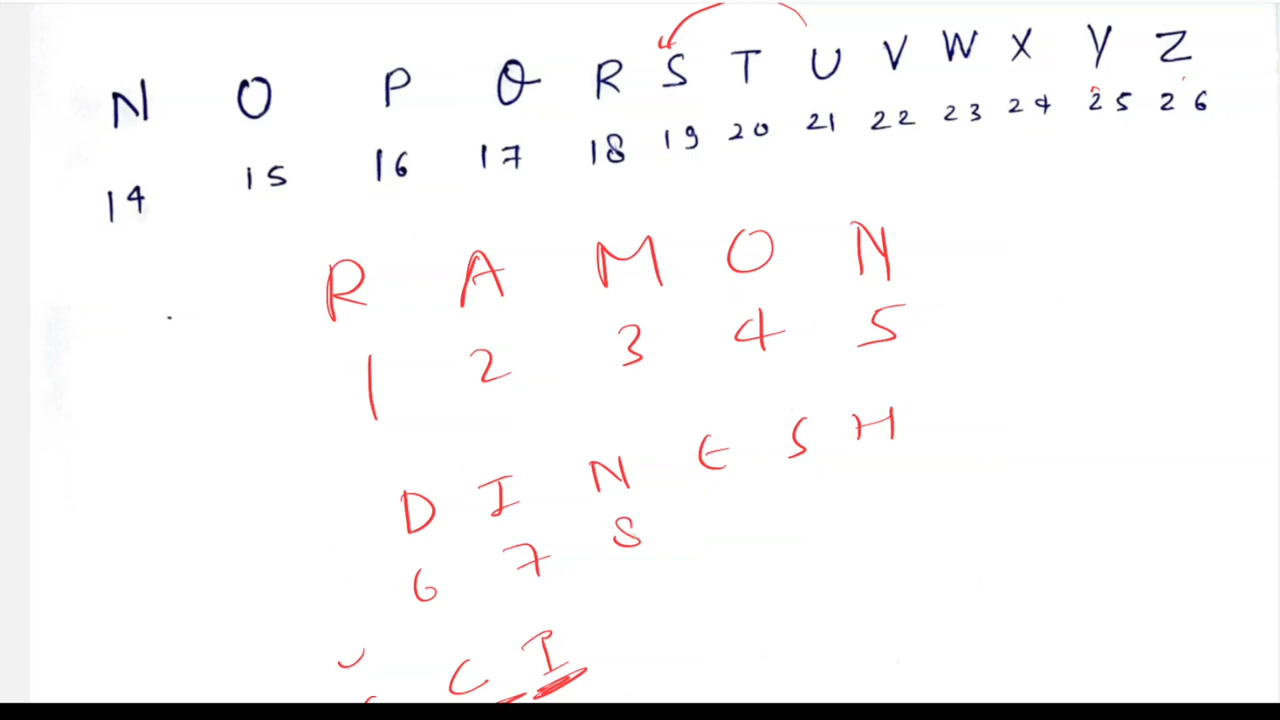 N O P Q R S T U V W X Y Z
14 15 16 17 18 19 20 21 22 23 24 25 26
R A M O N
1 2 3 4 5
D I N E S H
6 7 8
C I